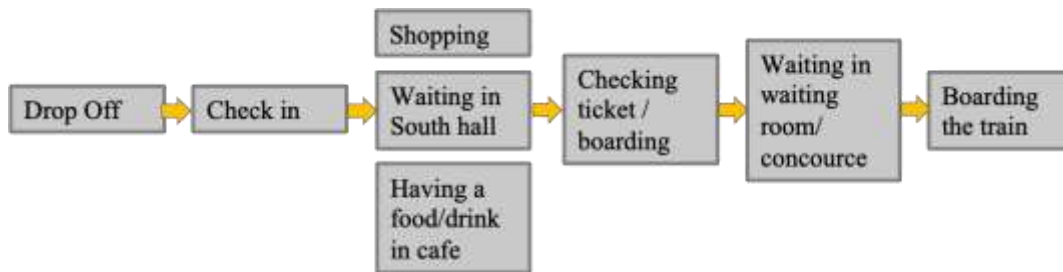 Drop Off
Check in
Shopping
Waiting in
South hall
Having a
food/drink
in cafe
Checking
ticket /
boarding
Waiting in
waiting
room/
concource
Boarding
the train